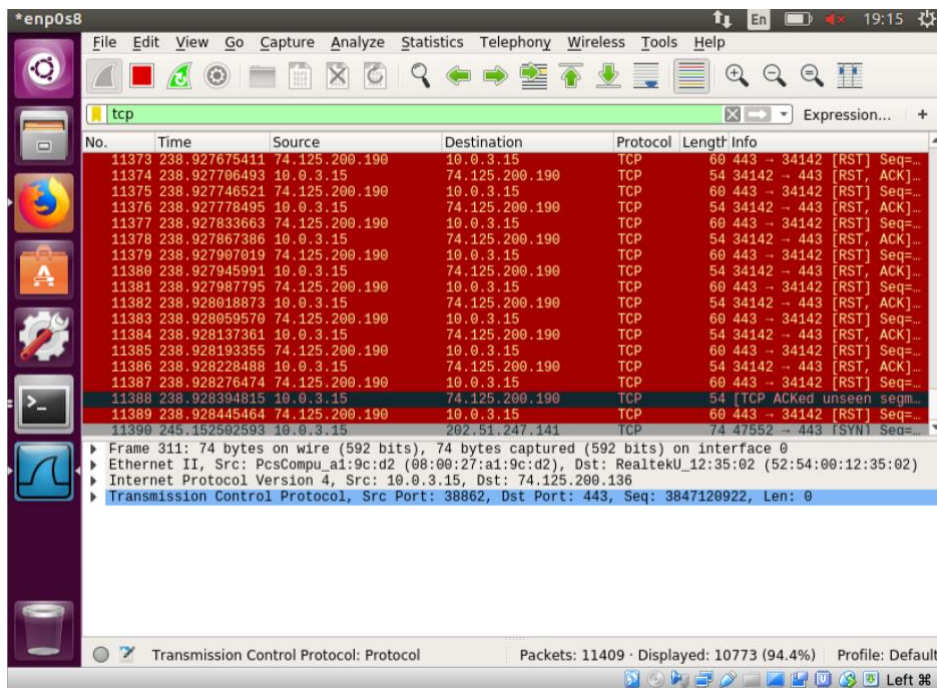 *enp0s8 En 19:15
File Edit View Go Capture Analyze Statistics Telephony Wireless Tools Help
tcp Expression... +
No. Time Source Destination Protocol Length Info
11373 238.927675411 74.125.200.190 10.0.3.15 TCP 60 443 → 34142 [RST] Seq=…
11374 238.927706493 10.0.3.15 74.125.200.190 TCP 54 34142 → 443 [RST, ACK]…
11375 238.927746521 74.125.200.190 10.0.3.15 TCP 60 443 → 34142 [RST] Seq=…
11376 238.927778495 10.0.3.15 74.125.200.190 TCP 54 34142 → 443 [RST, ACK]…
11377 238.927833663 74.125.200.190 10.0.3.15 TCP 60 443 → 34142 [RST] Seq=…
11378 238.927867386 10.0.3.15 74.125.200.190 TCP 54 34142 → 443 [RST, ACK]…
11379 238.927907019 74.125.200.190 10.0.3.15 TCP 60 443 → 34142 [RST] Seq=…
11380 238.927945991 10.0.3.15 74.125.200.190 TCP 54 34142 → 443 [RST, ACK]…
11381 238.927987795 74.125.200.190 10.0.3.15 TCP 60 443 → 34142 [RST] Seq=…
11382 238.928018873 10.0.3.15 74.125.200.190 TCP 54 34142 → 443 [RST, ACK]…
11383 238.928059570 74.125.200.190 10.0.3.15 TCP 60 443 → 34142 [RST] Seq=…
11384 238.928137361 10.0.3.15 74.125.200.190 TCP 54 34142 → 443 [RST, ACK]…
11385 238.928193355 74.125.200.190 10.0.3.15 TCP 60 443 → 34142 [RST] Seq=…
11386 238.928228488 10.0.3.15 74.125.200.190 TCP 54 34142 → 443 [RST, ACK]…
11387 238.928276474 74.125.200.190 10.0.3.15 TCP 60 443 → 34142 [RST] Seq=…
11388 238.928394815 10.0.3.15 74.125.200.190 TCP 54 [TCP ACKed unseen segm…
11389 238.928445464 74.125.200.190 10.0.3.15 TCP 60 443 → 34142 [RST] Seq=…
11390 245.152502593 10.0.3.15 202.51.247.141 TCP 74 47552 → 443 [SYN] Seq=…
Frame 311: 74 bytes on wire (592 bits), 74 bytes captured (592 bits) on interface 0
Ethernet II, Src: PcsCompu_a1:9c:d2 (08:00:27:a1:9c:d2), Dst: RealtekU_12:35:02 (52:54:00:12:35:02)
Internet Protocol Version 4, Src: 10.0.3.15, Dst: 74.125.200.136
Transmission Control Protocol, Src Port: 38862, Dst Port: 443, Seq: 3847120922, Len: 0
Transmission Control Protocol: Protocol Packets: 11409 · Displayed: 10773 (94.4%) Profile: Default
Left ⌘